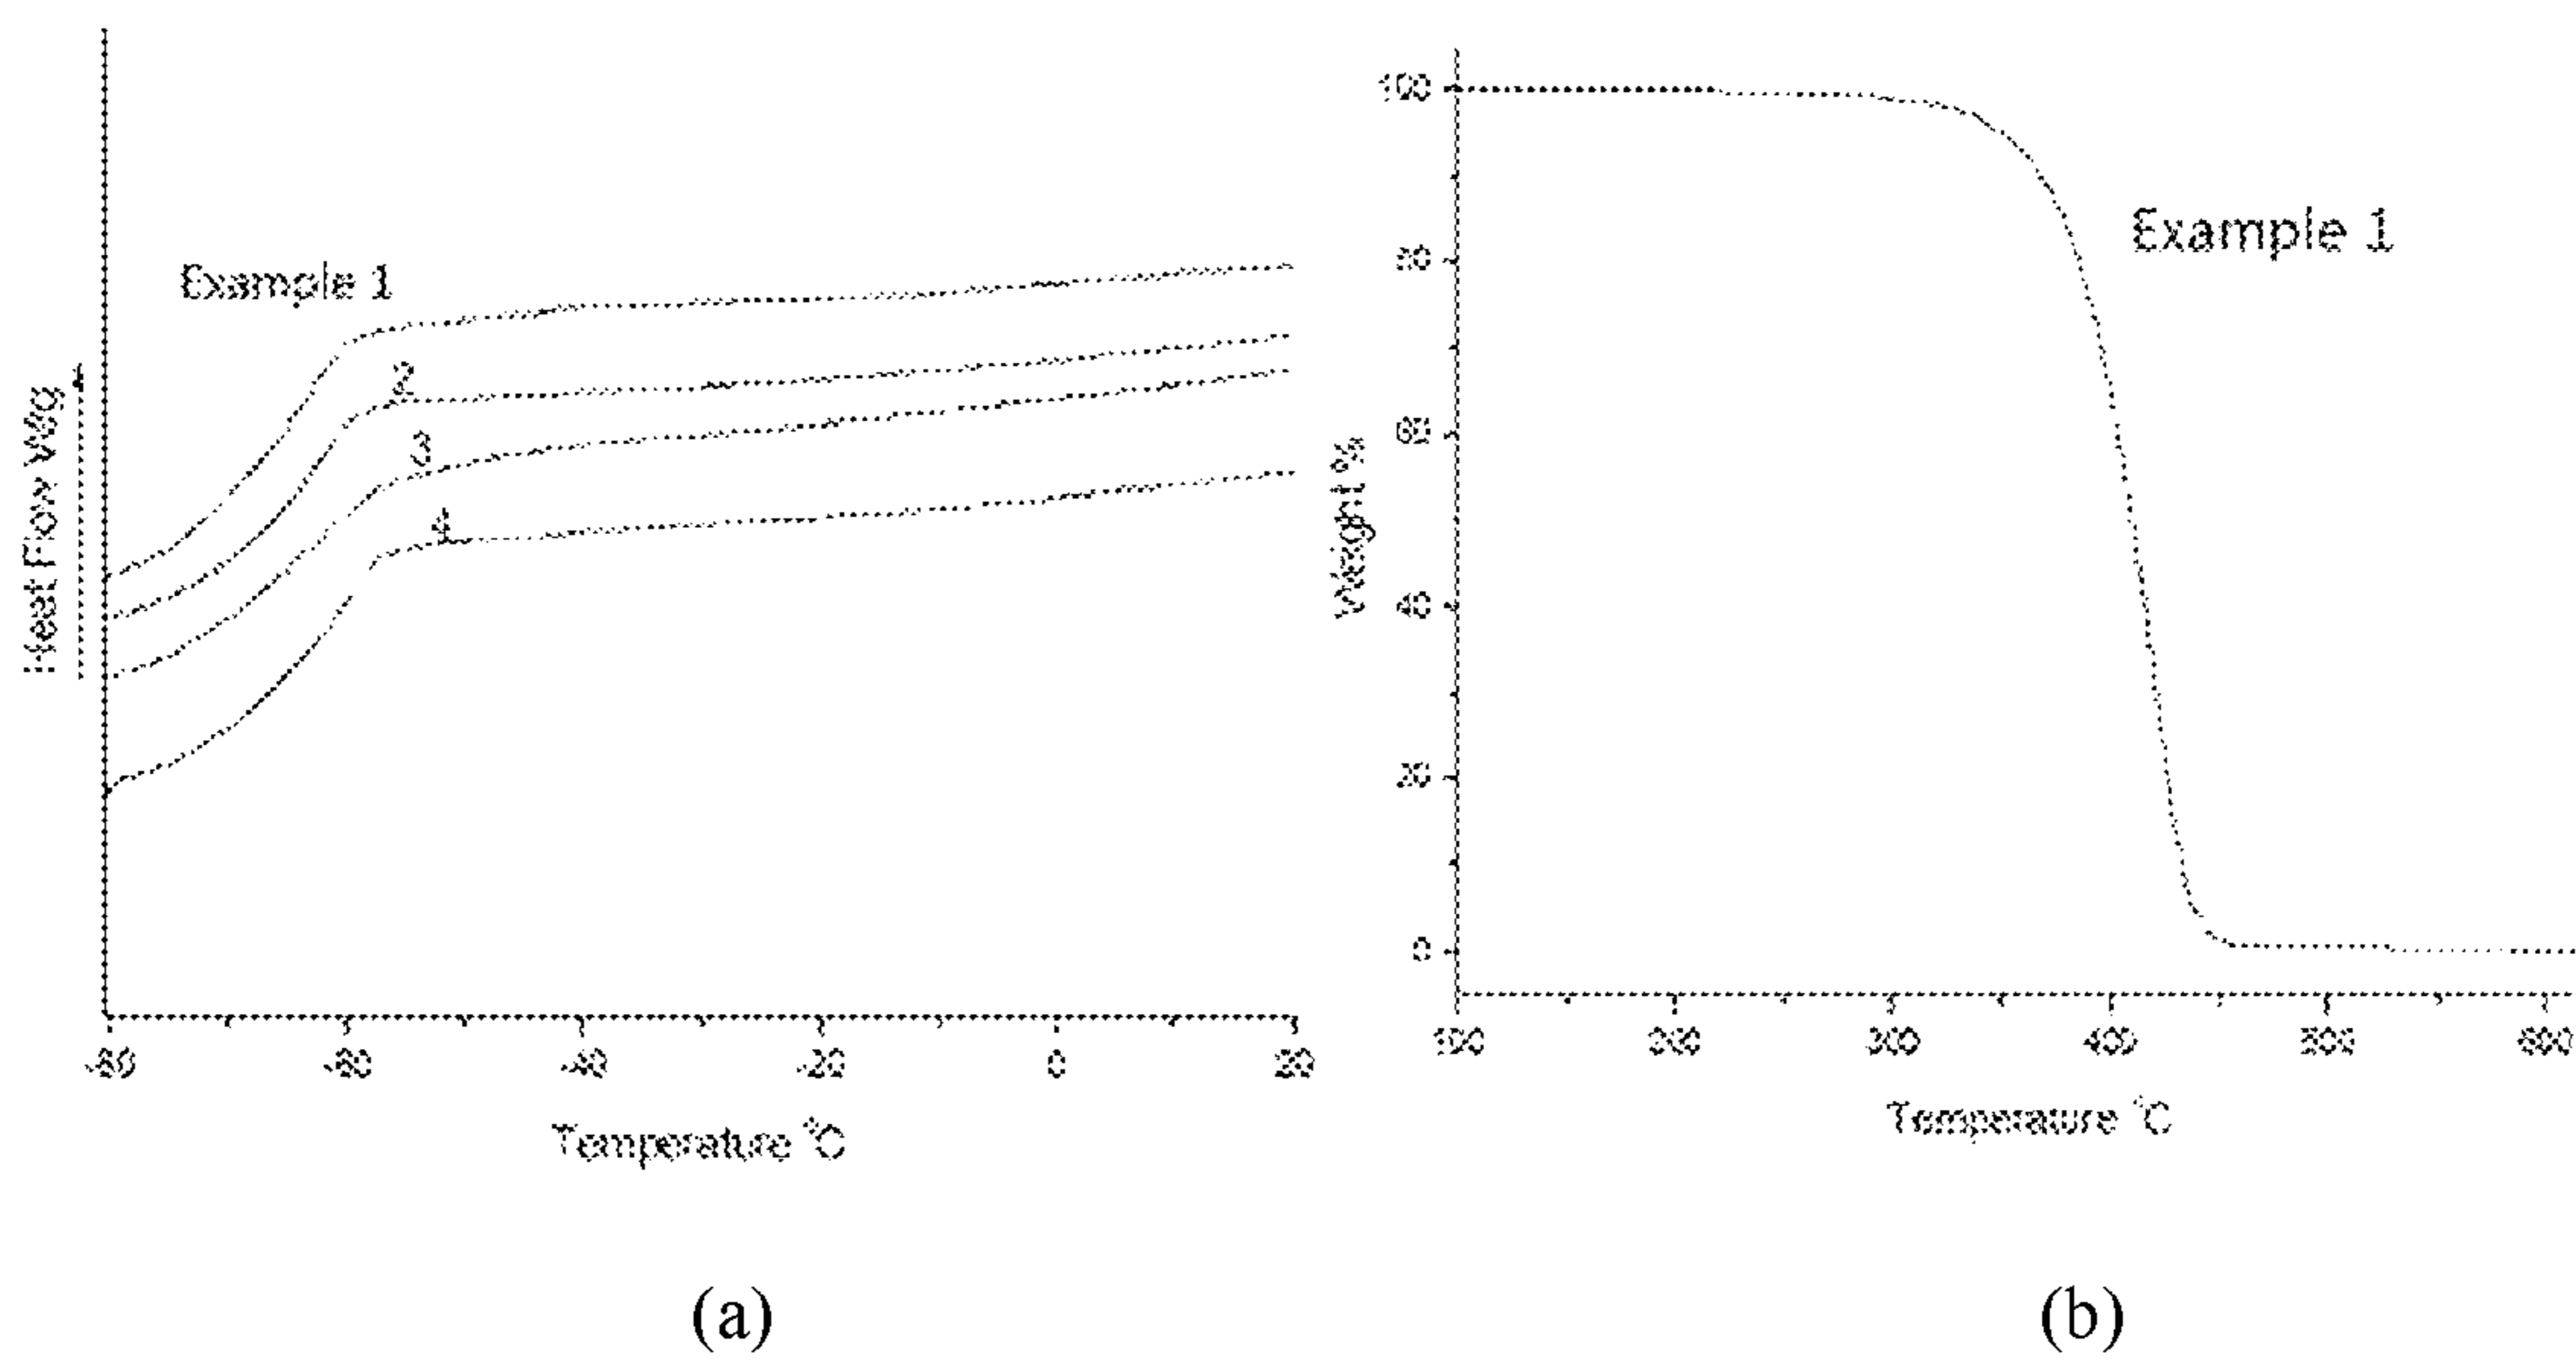 Example 1
2
3
4
Heat Flow W/g
-80 -60 -40 -20 0 20
Temperature °C
(a)
100
80
60
40
20
0
Weight %
Example 1
100 200 300 400 500 600
Temperature °C
(b)